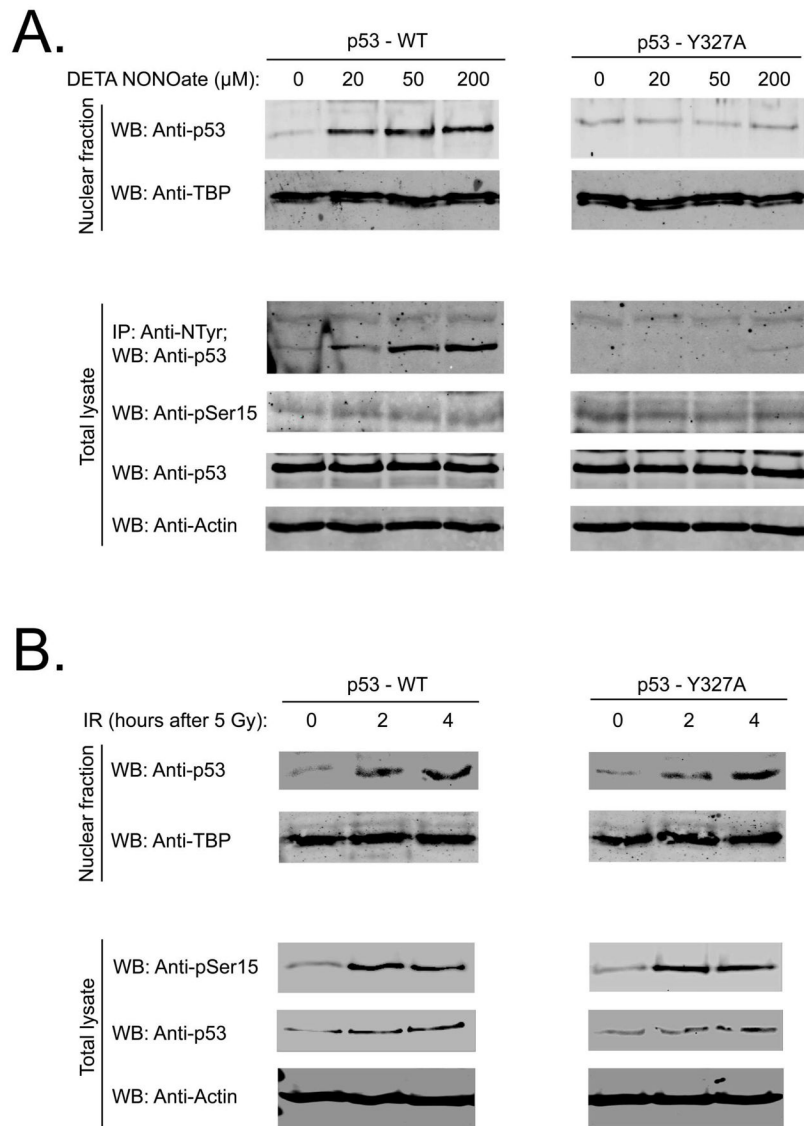 A.
p53 - WT
p53 - Y327A
DETA NONOate (µM):
0 20 50 200
0 20 50 200
Nuclear fraction
WB: Anti-p53
WB: Anti-TBP
Total lysate
IP: Anti-NTyr;
WB: Anti-p53
WB: Anti-pSer15
WB: Anti-p53
WB: Anti-Actin
B.
p53 - WT
p53 - Y327A
IR (hours after 5 Gy):
0 2 4
0 2 4
Nuclear fraction
WB: Anti-p53
WB: Anti-TBP
Total lysate
WB: Anti-pSer15
WB: Anti-p53
WB: Anti-Actin